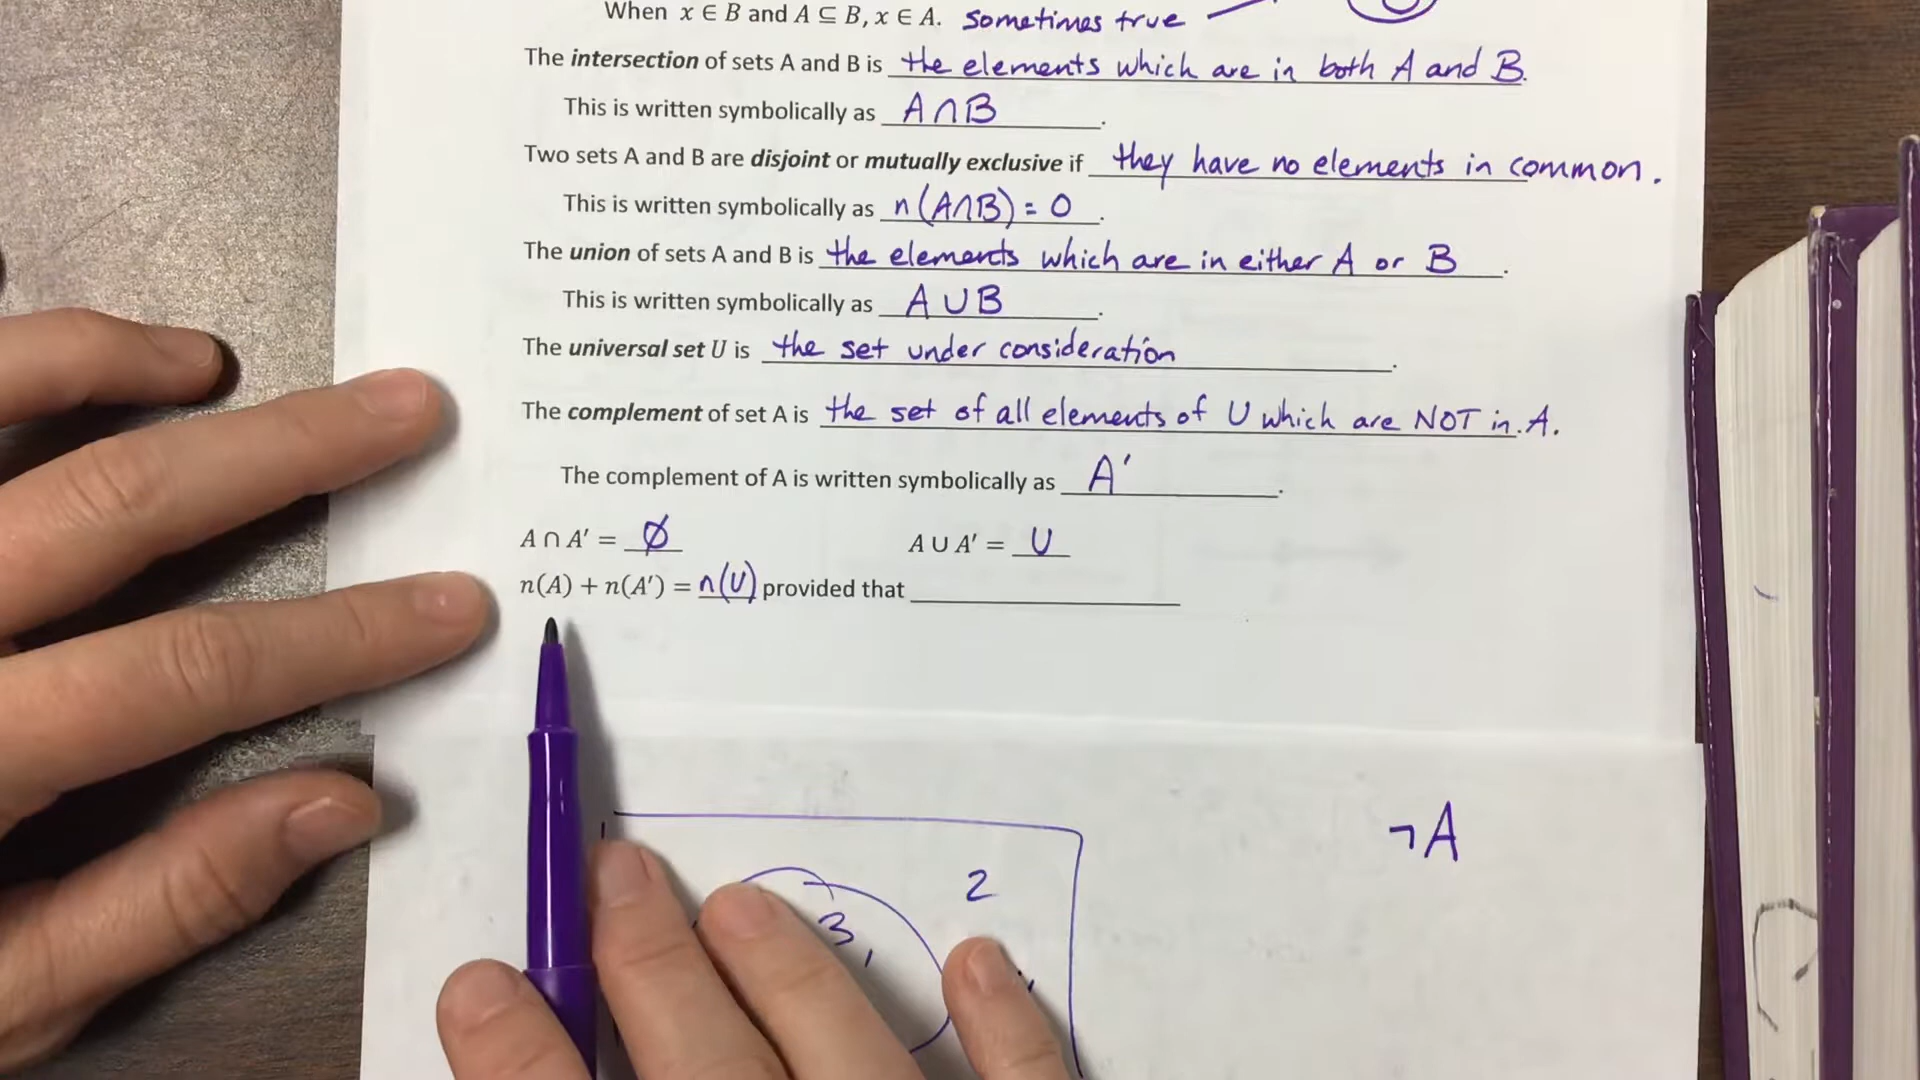 When x ∈ B and A ⊆ B, x ∈ A. sometimes true
The intersection of sets A and B is the elements which are in both A and B.
This is written symbolically as A∩B.
Two sets A and B are disjoint or mutually exclusive if they have no elements in common.
This is written symbolically as n(A∩B) = 0.
The union of sets A and B is the elements which are in either A or B.
This is written symbolically as A∪B.
The universal set U is the set under consideration.
The complement of set A is the set of all elements of U which are NOT in A.
The complement of A is written symbolically as A′.
A ∩ A′ = ∅ A ∪ A′ = U
n(A) + n(A′) = n(U) provided that
¬A
2
3,